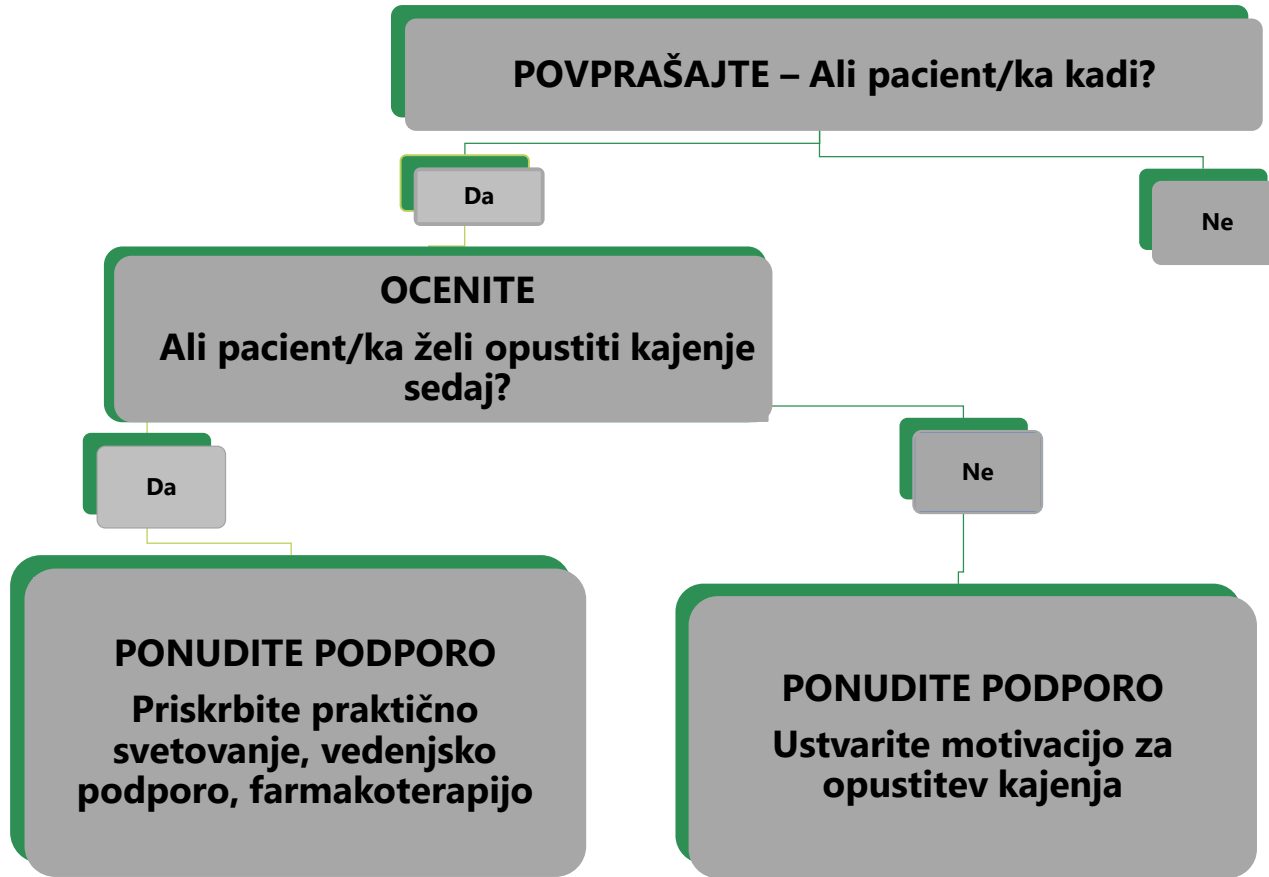 POVPRAŠAJTE – Ali pacient/ka kadi?
Da
Ne
OCENITE
Ali pacient/ka želi opustiti kajenje
sedaj?
Da
Ne
PONUDITE PODPORO
Priskrbite praktično
svetovanje, vedenjsko
podporo, farmakoterapijo
PONUDITE PODPORO
Ustvarite motivacijo za
opustitev kajenja